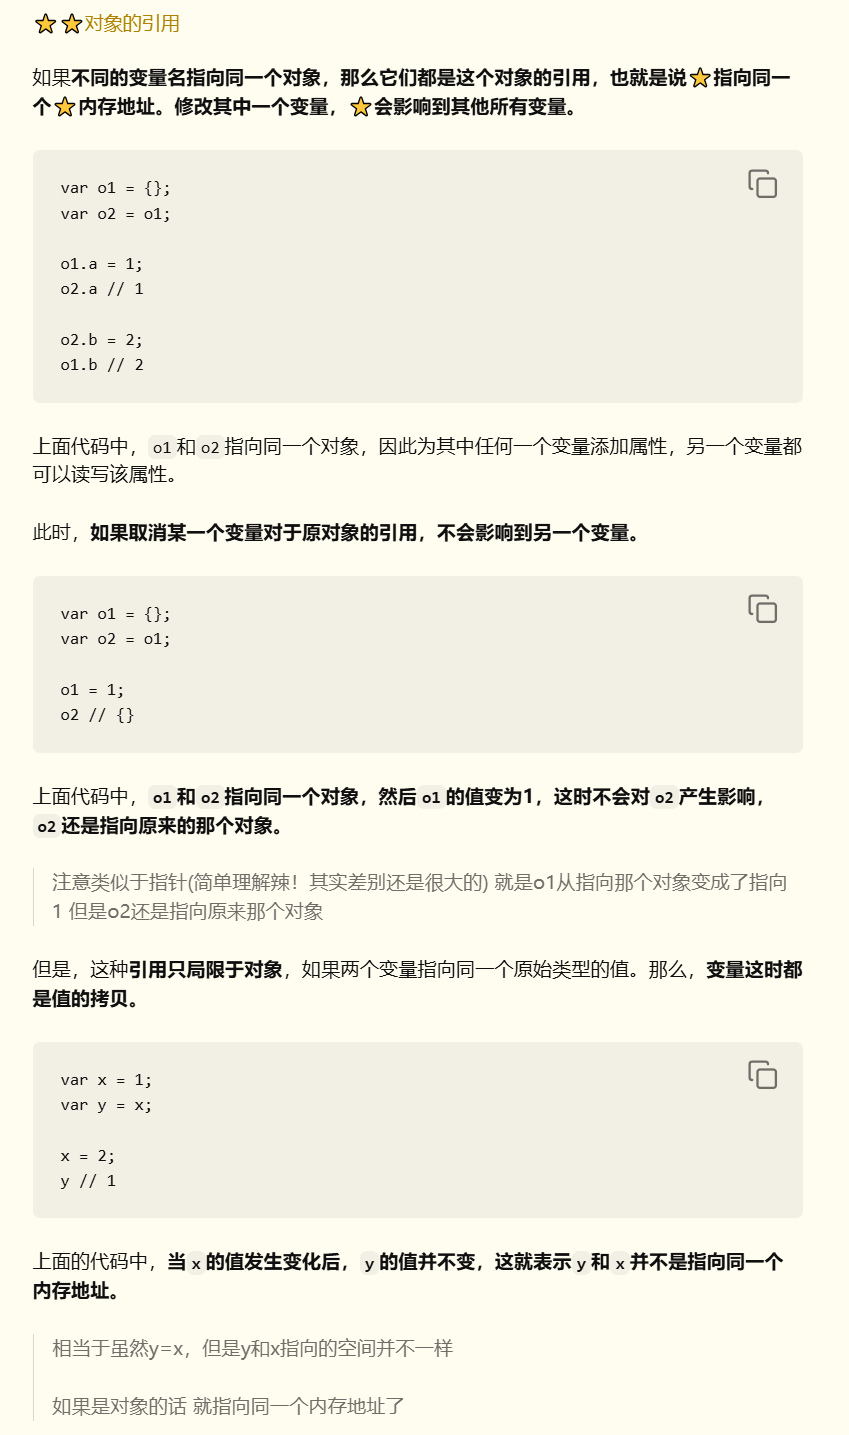 ⭐⭐对象的引用
如果不同的变量名指向同一个对象，那么它们都是这个对象的引用，也就是说⭐指向同一
个⭐内存地址。修改其中一个变量，⭐会影响到其他所有变量。
var o1 = {};
var o2 = o1;
o1.a = 1;
o2.a // 1
o2.b = 2;
o1.b // 2
上面代码中，o1和o2指向同一个对象，因此为其中任何一个变量添加属性，另一个变量都
可以读写该属性。
此时，如果取消某一个变量对于原对象的引用，不会影响到另一个变量。
var o1 = {};
var o2 = o1;
o1 = 1;
o2 // {}
上面代码中，o1和o2指向同一个对象，然后o1的值变为1，这时不会对o2产生影响，
o2还是指向原来的那个对象。
注意类似于指针(简单理解辣！其实差别还是很大的) 就是o1从指向那个对象变成了指向
1 但是o2还是指向原来那个对象
但是，这种引用只局限于对象，如果两个变量指向同一个原始类型的值。那么，变量这时都
是值的拷贝。
var x = 1;
var y = x;
x = 2;
y // 1
上面的代码中，当x的值发生变化后，y的值并不变，这就表示y和x并不是指向同一个
内存地址。
相当于虽然y=x，但是y和x指向的空间并不一样
如果是对象的话 就指向同一个内存地址了